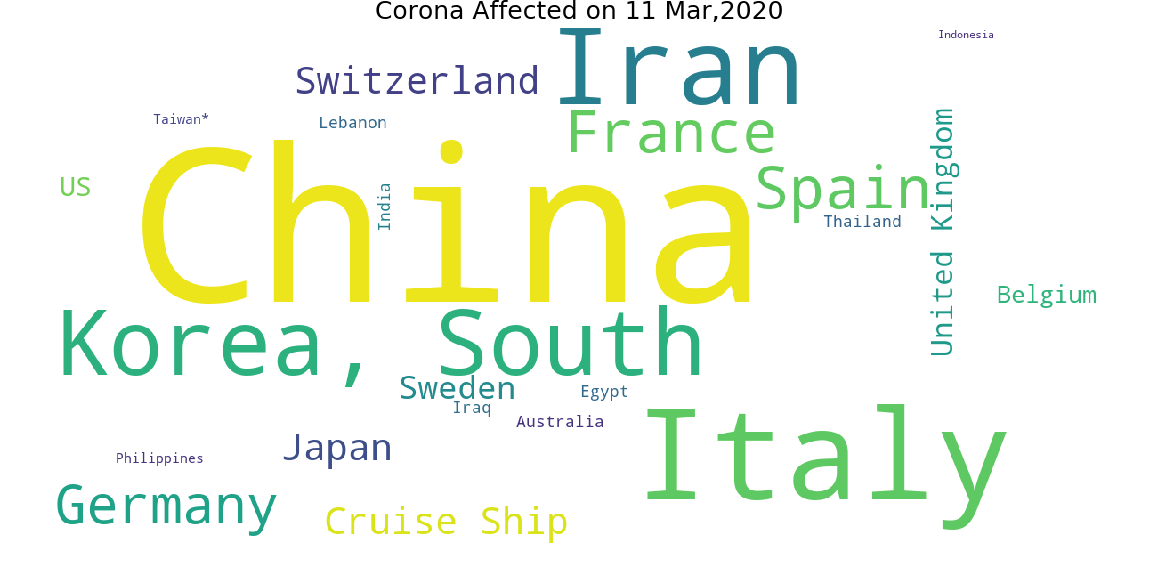 Corona Affected on 11 Mar,2020
Indonesia
Iran
Switzerland
France
Taiwan*
Lebanon
China
US
India
Spain
Thailand
United Kingdom
Belgium
Korea, South
Sweden
Egypt
Iraq
Australia
Italy
Japan
Philippines
Germany
Cruise Ship